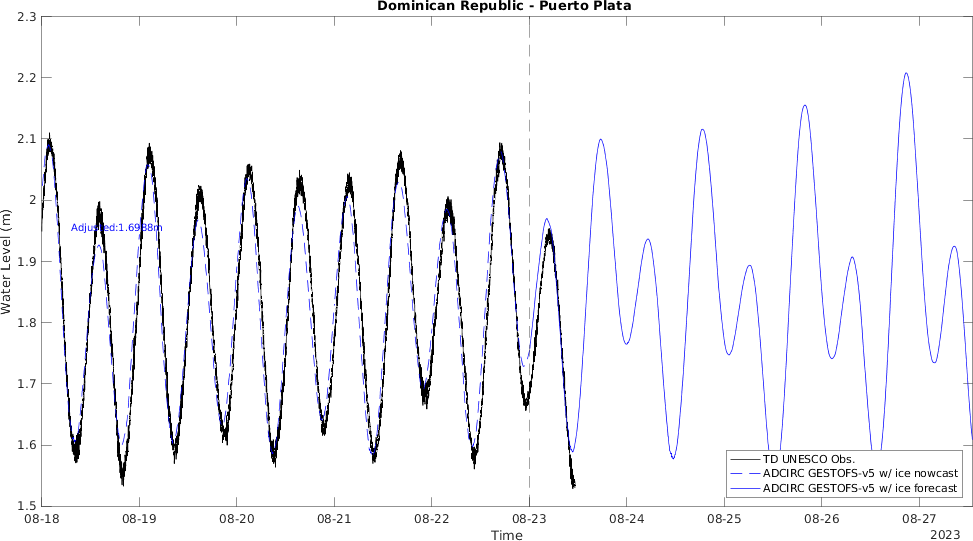 Dominican Republic - Puerto Plata
2.3
2.2
2.1
2
1.9
1.8
1.7
1.6
1.5
Water Level (m)
Adjusted:1.6988m
TD UNESCO Obs.
ADCIRC GESTOFS-v5 w/ ice nowcast
ADCIRC GESTOFS-v5 w/ ice forecast
08-18 08-19 08-20 08-21 08-22 08-23 08-24 08-25 08-26 08-27
Time
2023